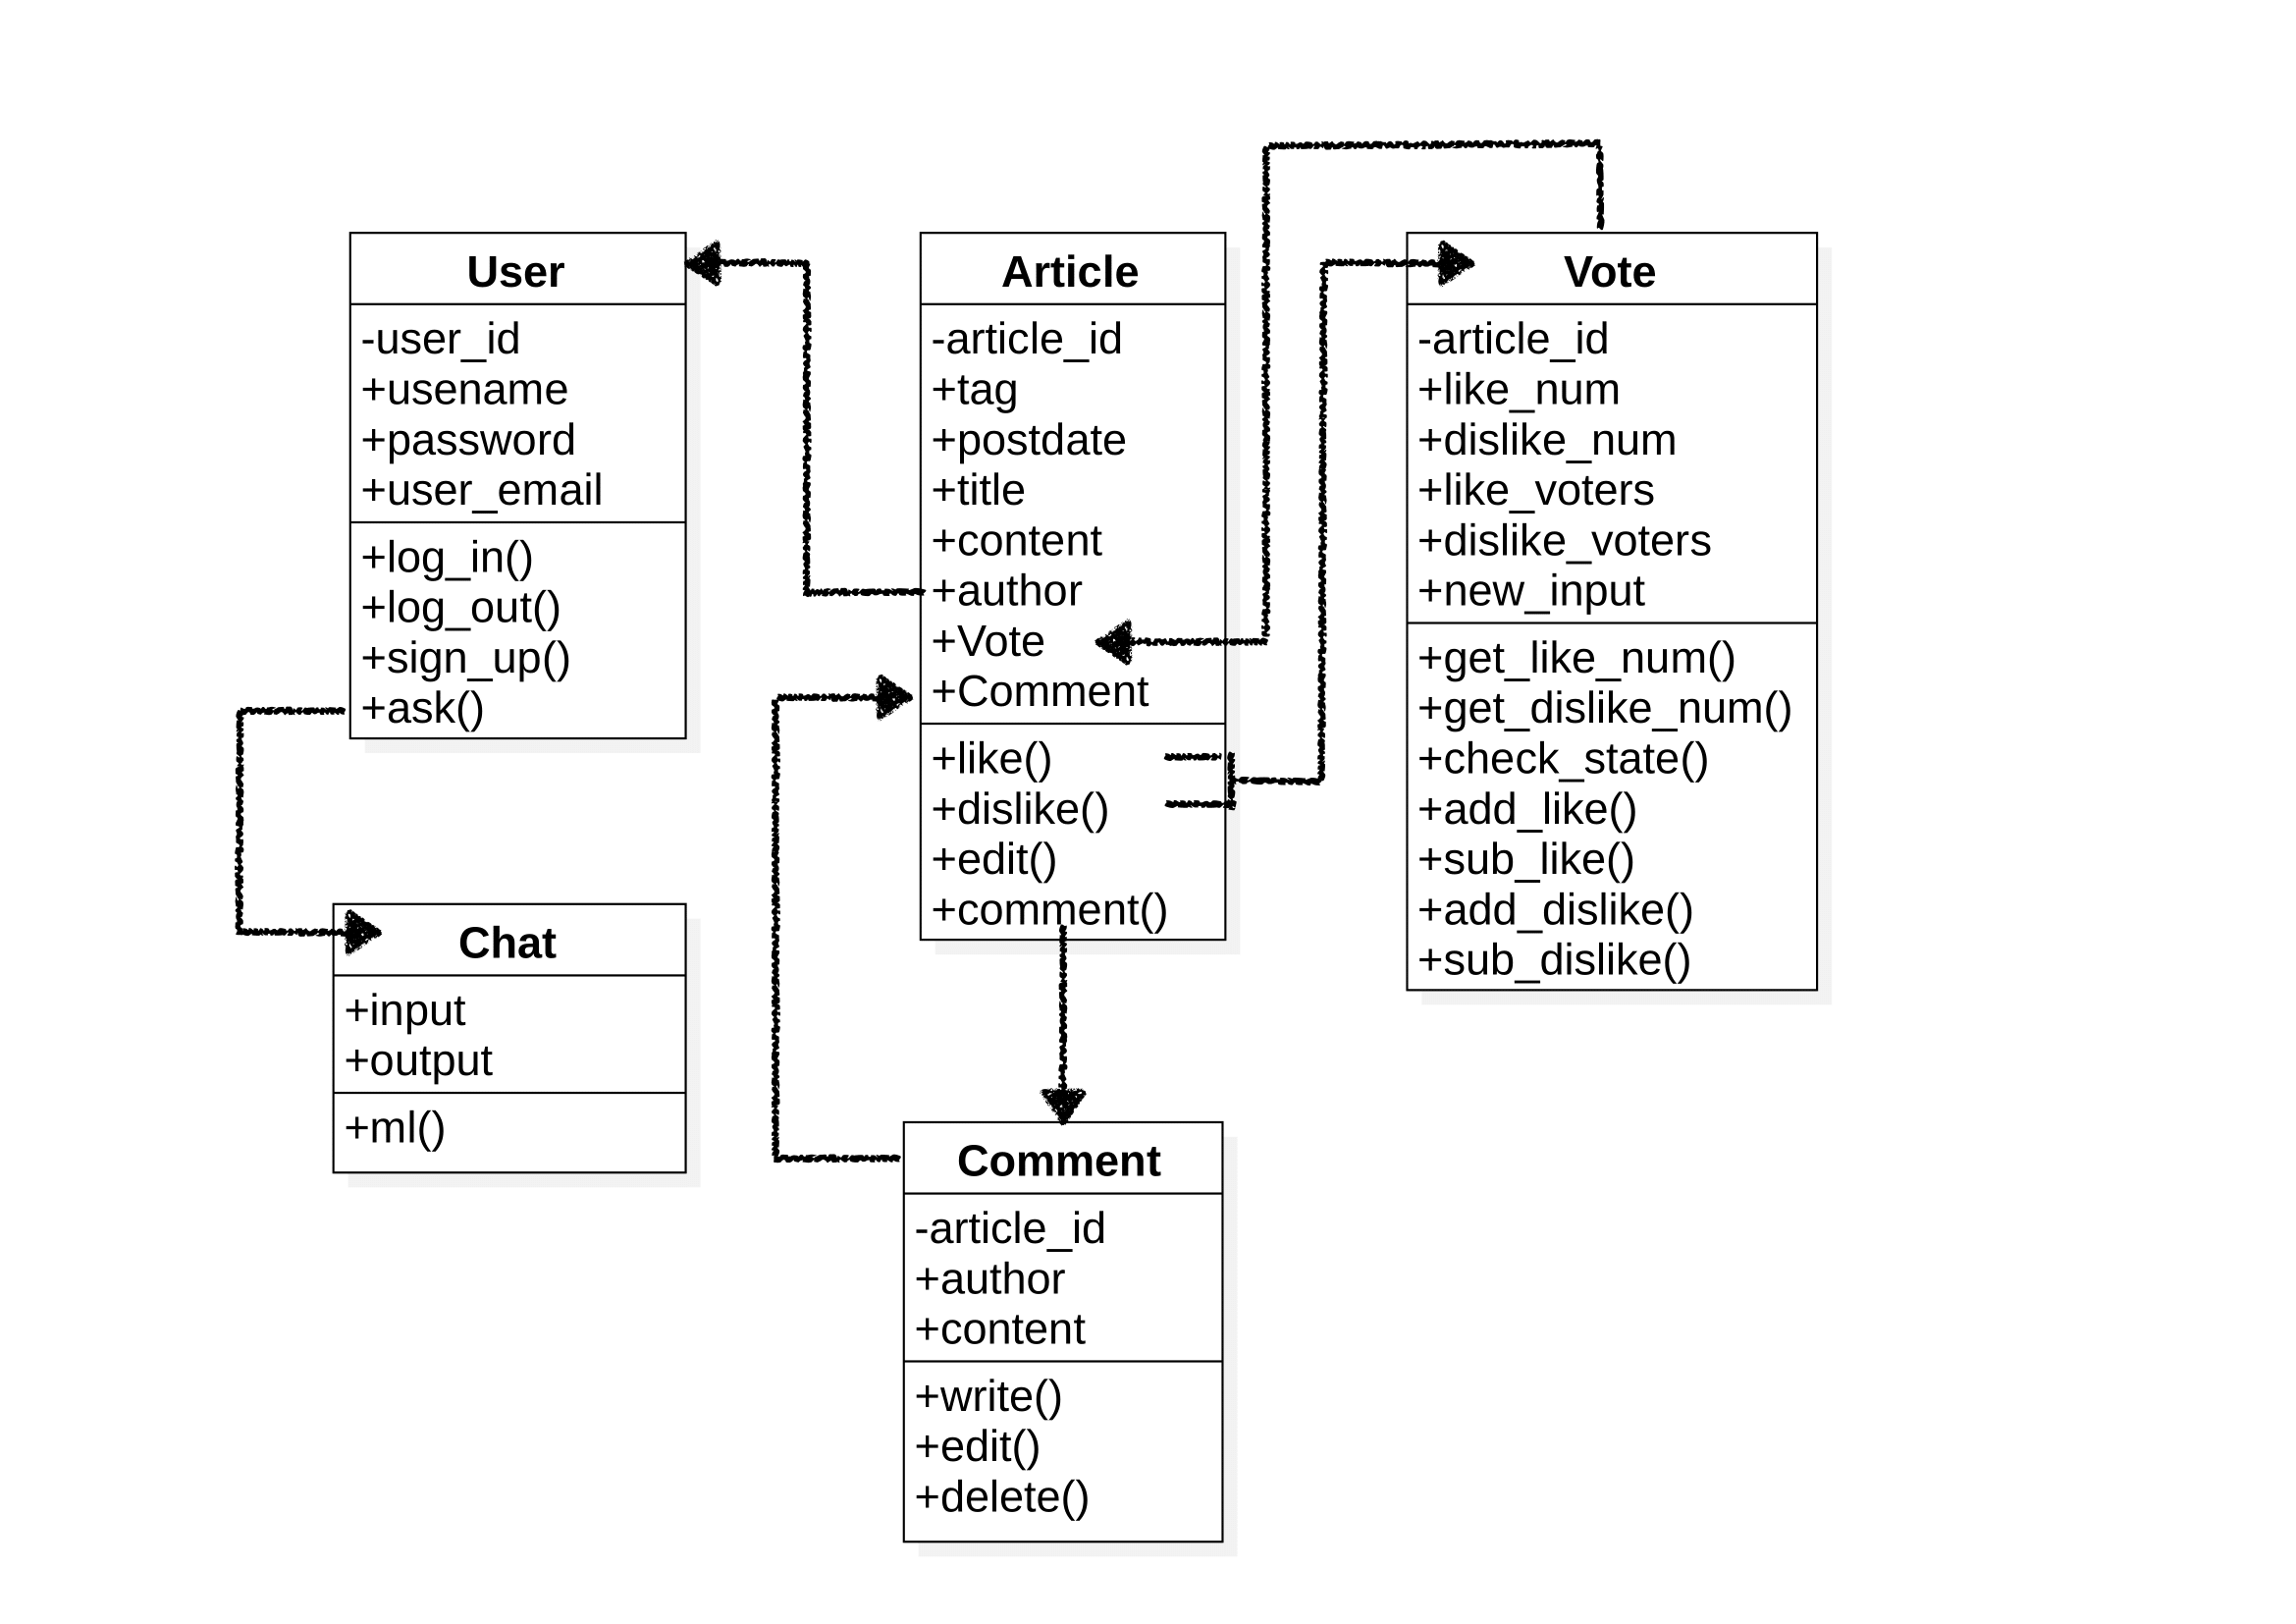 User
-user_id
+usename
+password
+user_email
+log_in()
+log_out()
+sign_up()
+ask()
Article
-article_id
+tag
+postdate
+title
+content
+author
+Vote
+Comment
+like()
+dislike()
+edit()
+comment()
Vote
-article_id
+like_num
+dislike_num
+like_voters
+dislike_voters
+new_input
+get_like_num()
+get_dislike_num()
+check_state()
+add_like()
+sub_like()
+add_dislike()
+sub_dislike()
Chat
+input
+output
+ml()
Comment
-article_id
+author
+content
+write()
+edit()
+delete()